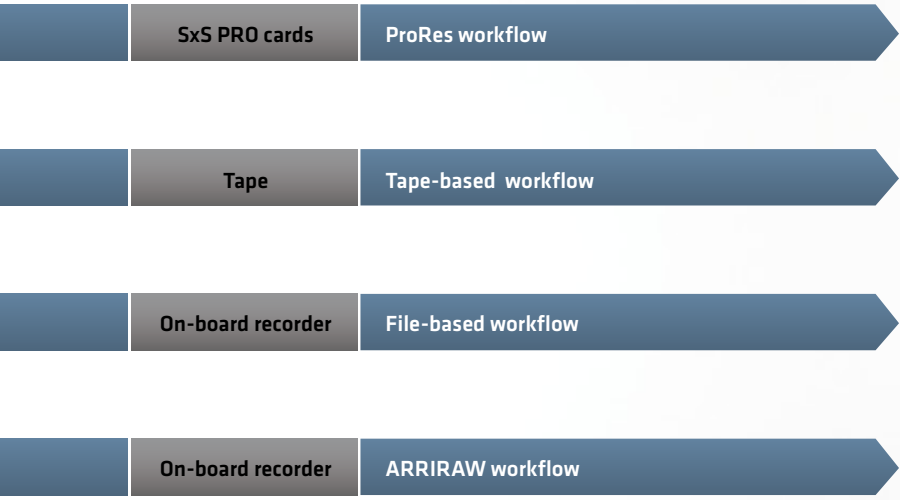 SxS PRO cards ProRes workflow
Tape Tape-based workflow
On-board recorder File-based workflow
On-board recorder ARRIRAW workflow